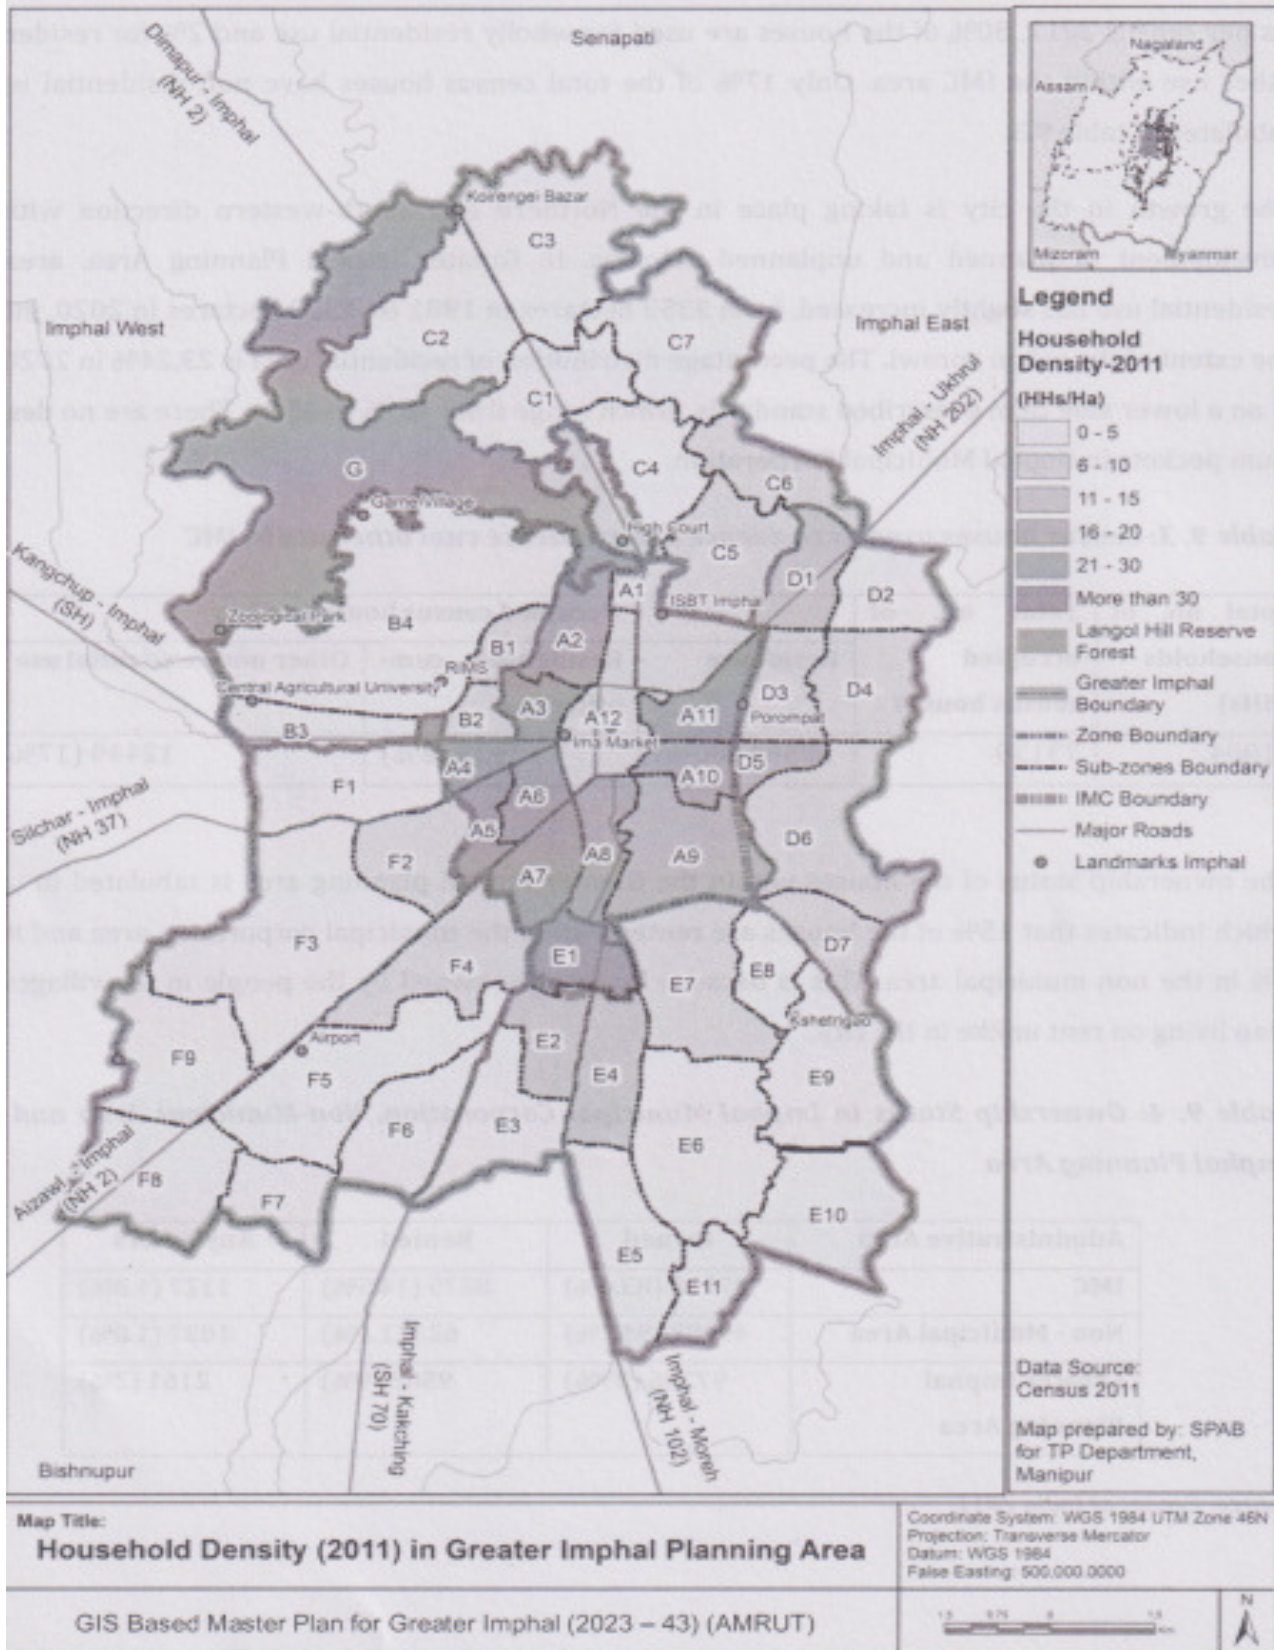 Senapati
Dimapur - Imphal
(NH 2)
Koirengei Bazar
C3
Imphal West
C2
C7
Imphal East
C1
Imphal - Ukhrul
(NH 202)
G
C4
C6
Gamenvillage
High Court
C5
A1
D1
D2
ISBT Imphal
Kangchup - Imphal
(SH)
Zoological Park
B4
A2
B1
RIMS
Central Agricultural University
D3
D4
B3
B2
A3
A12
A11
Porompat
Ima Market
A4
A10
D5
F1
A6
Silchar - Imphal
(NH 37)
A5
F2
A7
A8
A9
D6
F3
F4
E1
E7
E8
D7
Kshetrigao
Airport
F9
F5
E2
E4
E9
F6
E3
E6
Aizawl - Imphal
(NH 2)
F8
F7
E10
E5
E11
Imphal - Kakching
(SH 70)
Imphal - Moreh
(NH 102)
Bishnupur
Nagaland
Assam
Mizoram
Myanmar
Legend
Household
Density-2011
(HHs/Ha)
0 - 5
6 - 10
11 - 15
16 - 20
21 - 30
More than 30
Langol Hill Reserve
Forest
Greater Imphal
Boundary
Zone Boundary
Sub-zones Boundary
IMC Boundary
Major Roads
Landmarks Imphal
Data Source:
Census 2011
Map prepared by: SPAB
for TP Department,
Manipur
Map Title:
Household Density (2011) in Greater Imphal Planning Area
GIS Based Master Plan for Greater Imphal (2023 – 43) (AMRUT)
Coordinate System: WGS 1984 UTM Zone 46N
Projection: Transverse Mercator
Datum: WGS 1984
False Easting: 500,000.0000
N
1.5 0.75 0 1.5